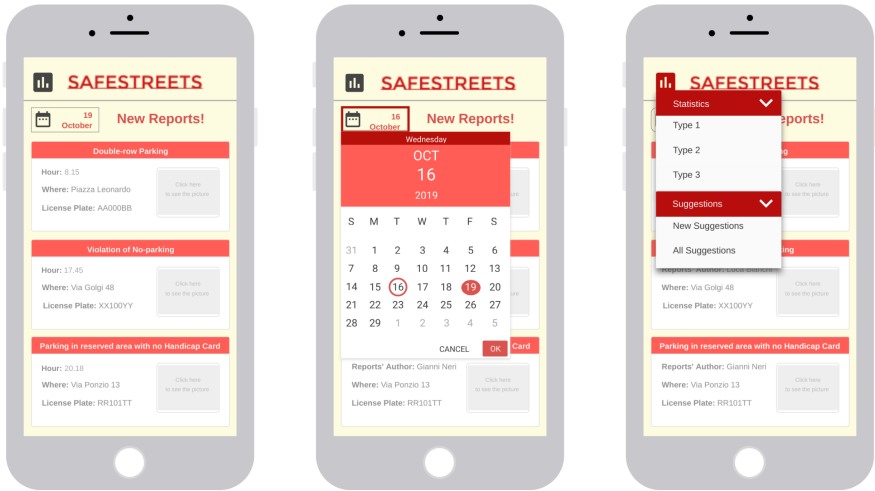 SAFESTREETS
19
October
New Reports!
Double-row Parking
Hour: 8.15
Where: Piazza Leonardo
License Plate: AA000BB
Click here
to see the picture
Violation of No-parking
Hour: 17.45
Where: Via Golgi 48
License Plate: XX100YY
Click here
to see the picture
Parking in reserved area with no Handicap Card
Hour: 20.18
Where: Via Ponzio 13
License Plate: RR101TT
Click here
to see the picture
SAFESTREETS
16
October
New Reports!
Wednesday
OCT
16
2019
S M T W T F S
31 1 2 3 4 5 6
7 8 9 10 11 12 13
14 15 16 17 18 19 20
21 22 23 24 25 26 27
28 29 1 2 3 4 5
CANCEL OK
Card
Reports' Author: Gianni Neri
Where: Via Ponzio 13
License Plate: RR101TT
Click here
to see the picture
SAFESTREETS
eports!
Statistics
Type 1
Type 2
Type 3
Suggestions
New Suggestions
All Suggestions
ng
Click here
to see the picture
ing
Where: Via Golgi 48
License Plate: XX100YY
Click here
to see the picture
Parking in reserved area with no Handicap Card
Reports' Author: Gianni Neri
Where: Via Ponzio 13
License Plate: RR101TT
Click here
to see the picture